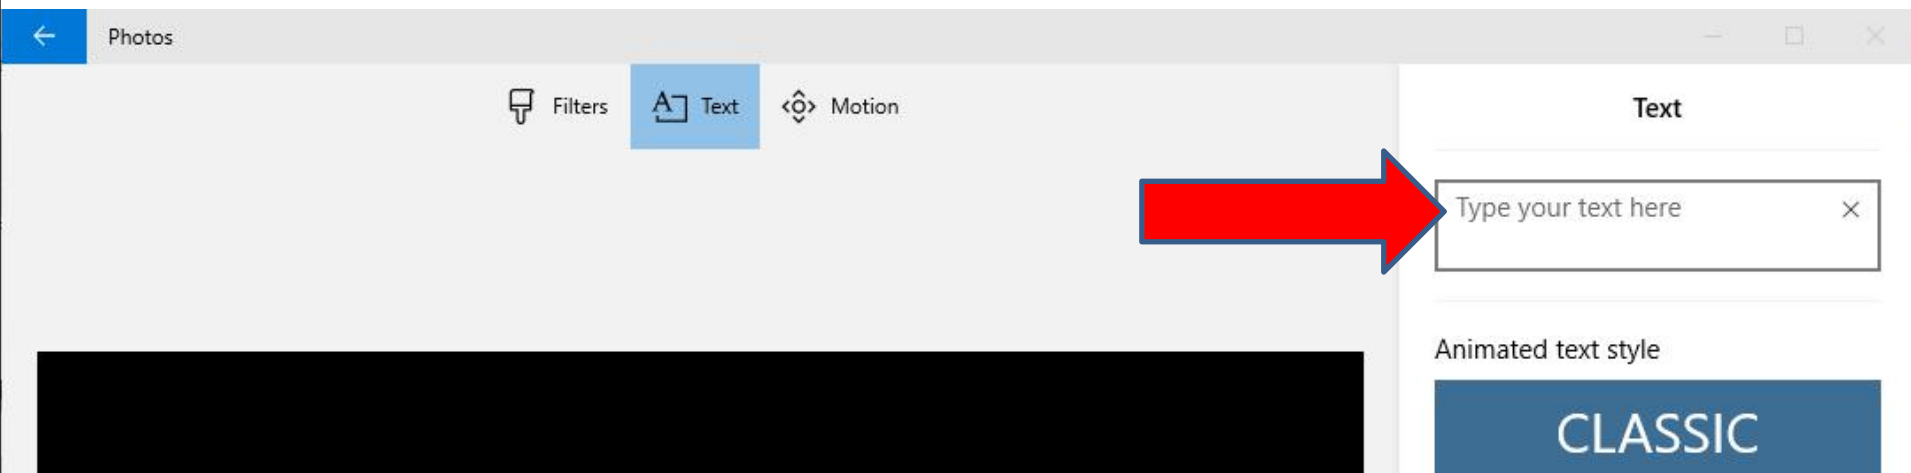 Photos
Filters Text Motion
Text
Type your text here
Animated text style
CLASSIC